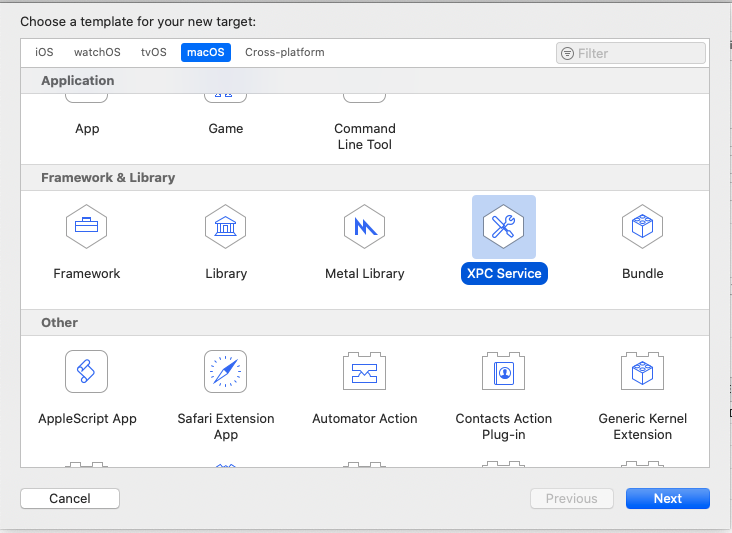 Choose a template for your new target:
iOS watchOS tvOS macOS Cross-platform Filter
Application
App Game Command
Line Tool
Framework & Library
Framework Library Metal Library XPC Service Bundle
Other
AppleScript App Safari Extension Automator Action Contacts Action Generic Kernel
App Plug-in Extension
Cancel Previous Next